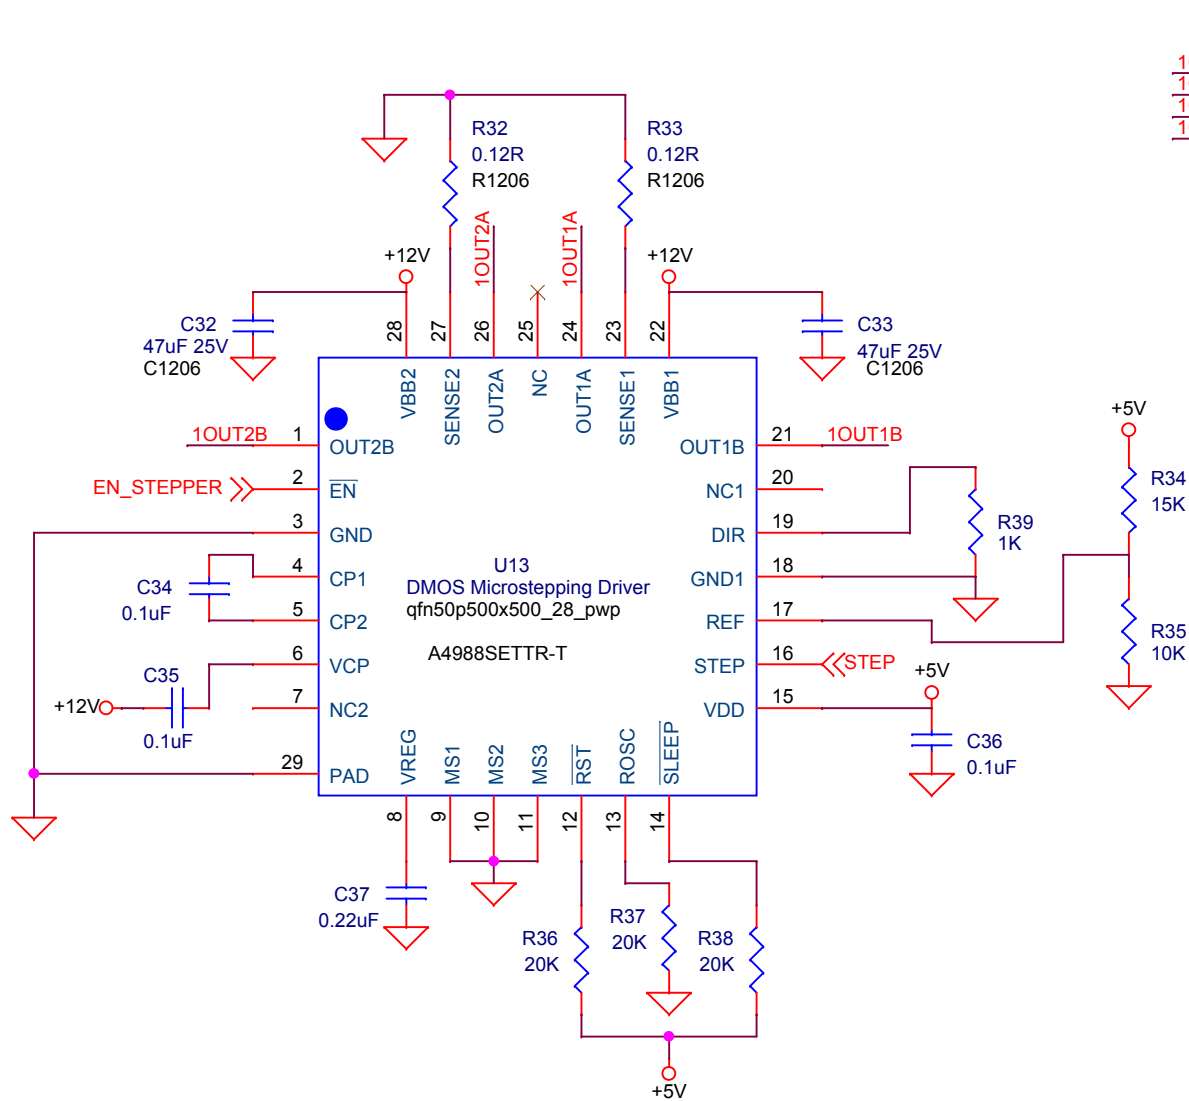 1
1
1
1
R32
0.12R
R1206
R33
0.12R
R1206
1OUT2A
1OUT1A
+12V
+12V
C32
47uF 25V
C1206
C33
47uF 25V
C1206
28
27
26
25
24
23
22
VBB2
SENSE2
OUT2A
NC
OUT1A
SENSE1
VBB1
+5V
1OUT2B
1
OUT2B
OUT1B
21
1OUT1B
R34
15K
EN_STEPPER
2
EN
NC1
20
3
GND
DIR
19
R39
1K
C34
0.1uF
4
CP1
U13
DMOS Microstepping Driver
qfn50p500x500_28_pwp
A4988SETTR-T
GND1
18
5
CP2
REF
17
R35
10K
6
VCP
STEP
16
STEP
C35
0.1uF
+12V
7
NC2
VDD
15
+5V
C36
0.1uF
29
PAD
VREG
MS1
MS2
MS3
RST
ROSC
SLEEP
8
9
10
11
12
13
14
C37
0.22uF
R36
20K
R37
20K
R38
20K
+5V